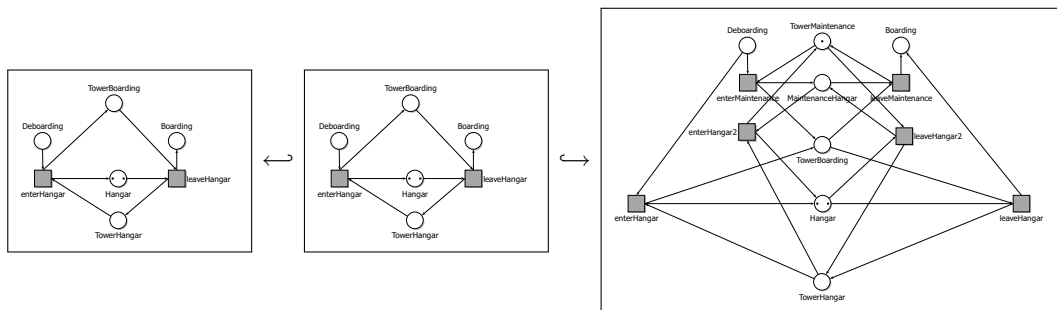 TowerBoarding
Deboarding
Boarding
enterHangar
Hangar
leaveHangar
TowerHangar
TowerBoarding
Deboarding
Boarding
enterHangar
Hangar
leaveHangar
TowerHangar
TowerMaintenance
Deboarding
Boarding
enterMaintenance
MaintenanceHangar
leaveMaintenance
enterHangar2
leaveHangar2
TowerBoarding
enterHangar
Hangar
leaveHangar
TowerHangar